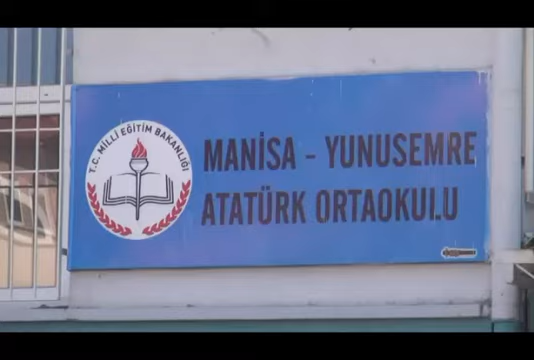 T.C. MİLLİ EĞİTİM BAKANLIĞI
MANİSA - YUNUSEMRE
ATATÜRK ORTAOKULU